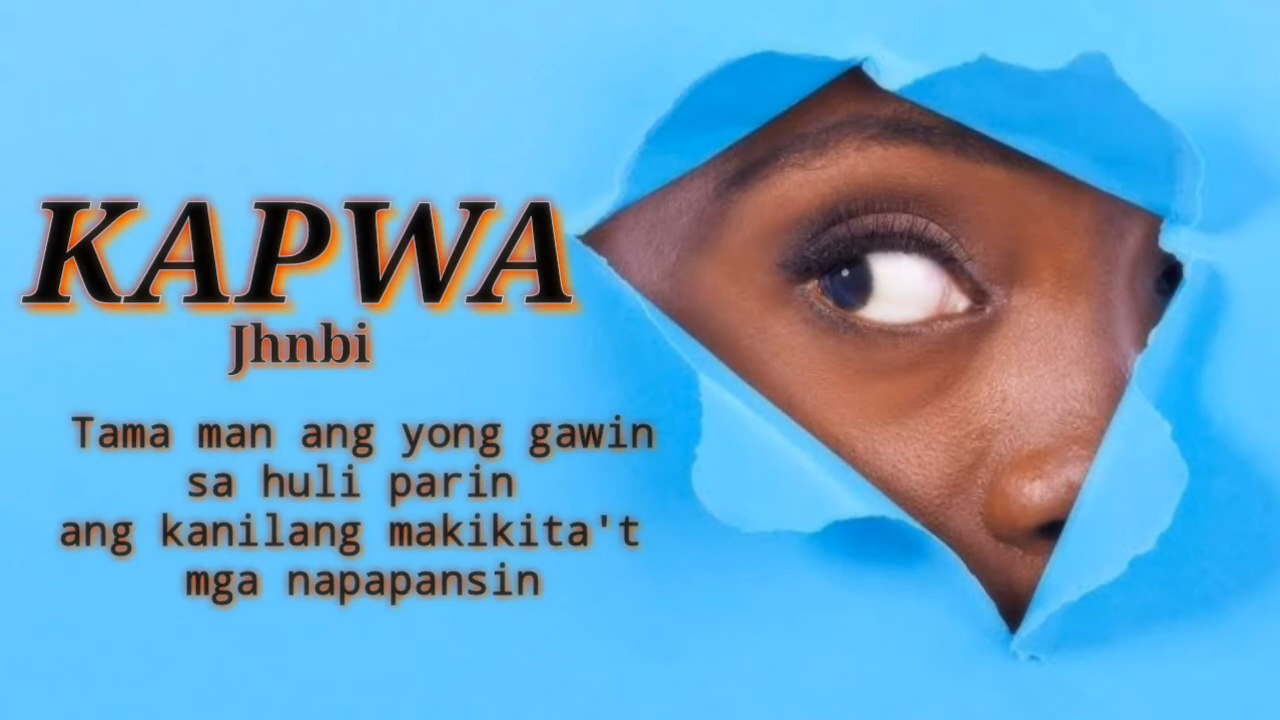 KAPWA
Jhnbi
Tama man ang yong gawin
sa huli parin
ang kanilang makikita't
mga napapansin